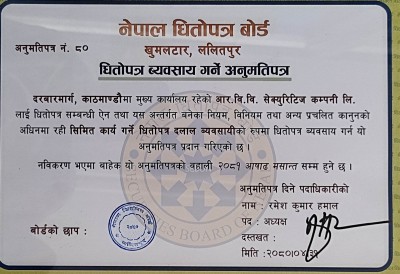 नेपाल धितोपत्र बोर्ड
अनुमतिपत्र नं. ८०
खुमलटार, ललितपुर
धितोपत्र ब्यवसाय गर्ने अनुमतिपत्र
दरबारमार्ग, काठमाण्डौमा मुख्य कार्यालय रहेको आर.वि.वि. सेक्युरिटिज कम्पनी लि.
लाई धितोपत्र सम्बन्धी ऐन तथा यस अन्तर्गत बनेका नियम, विनियम तथा अन्य प्रचलित कानुनको
अधिनमा रही सिमित कार्य गर्ने धितोपत्र दलाल ब्यवसायीको रुपमा धितोपत्र ब्यवसाय गर्न यो
अनुमतिपत्र प्रदान गरिएको छ ।
नविकरण भएमा बाहेक यो अनुमतिपत्रको वहाली २०८१ आषाढ मसान्त सम्म हुने छ ।
अनुमतिपत्र दिने पदाधिकारीको
नाम : रमेश कुमार हमाल
पद : अध्यक्ष
बोर्डको छाप :
दस्तखत :
मिति : २०८०/०४/३१